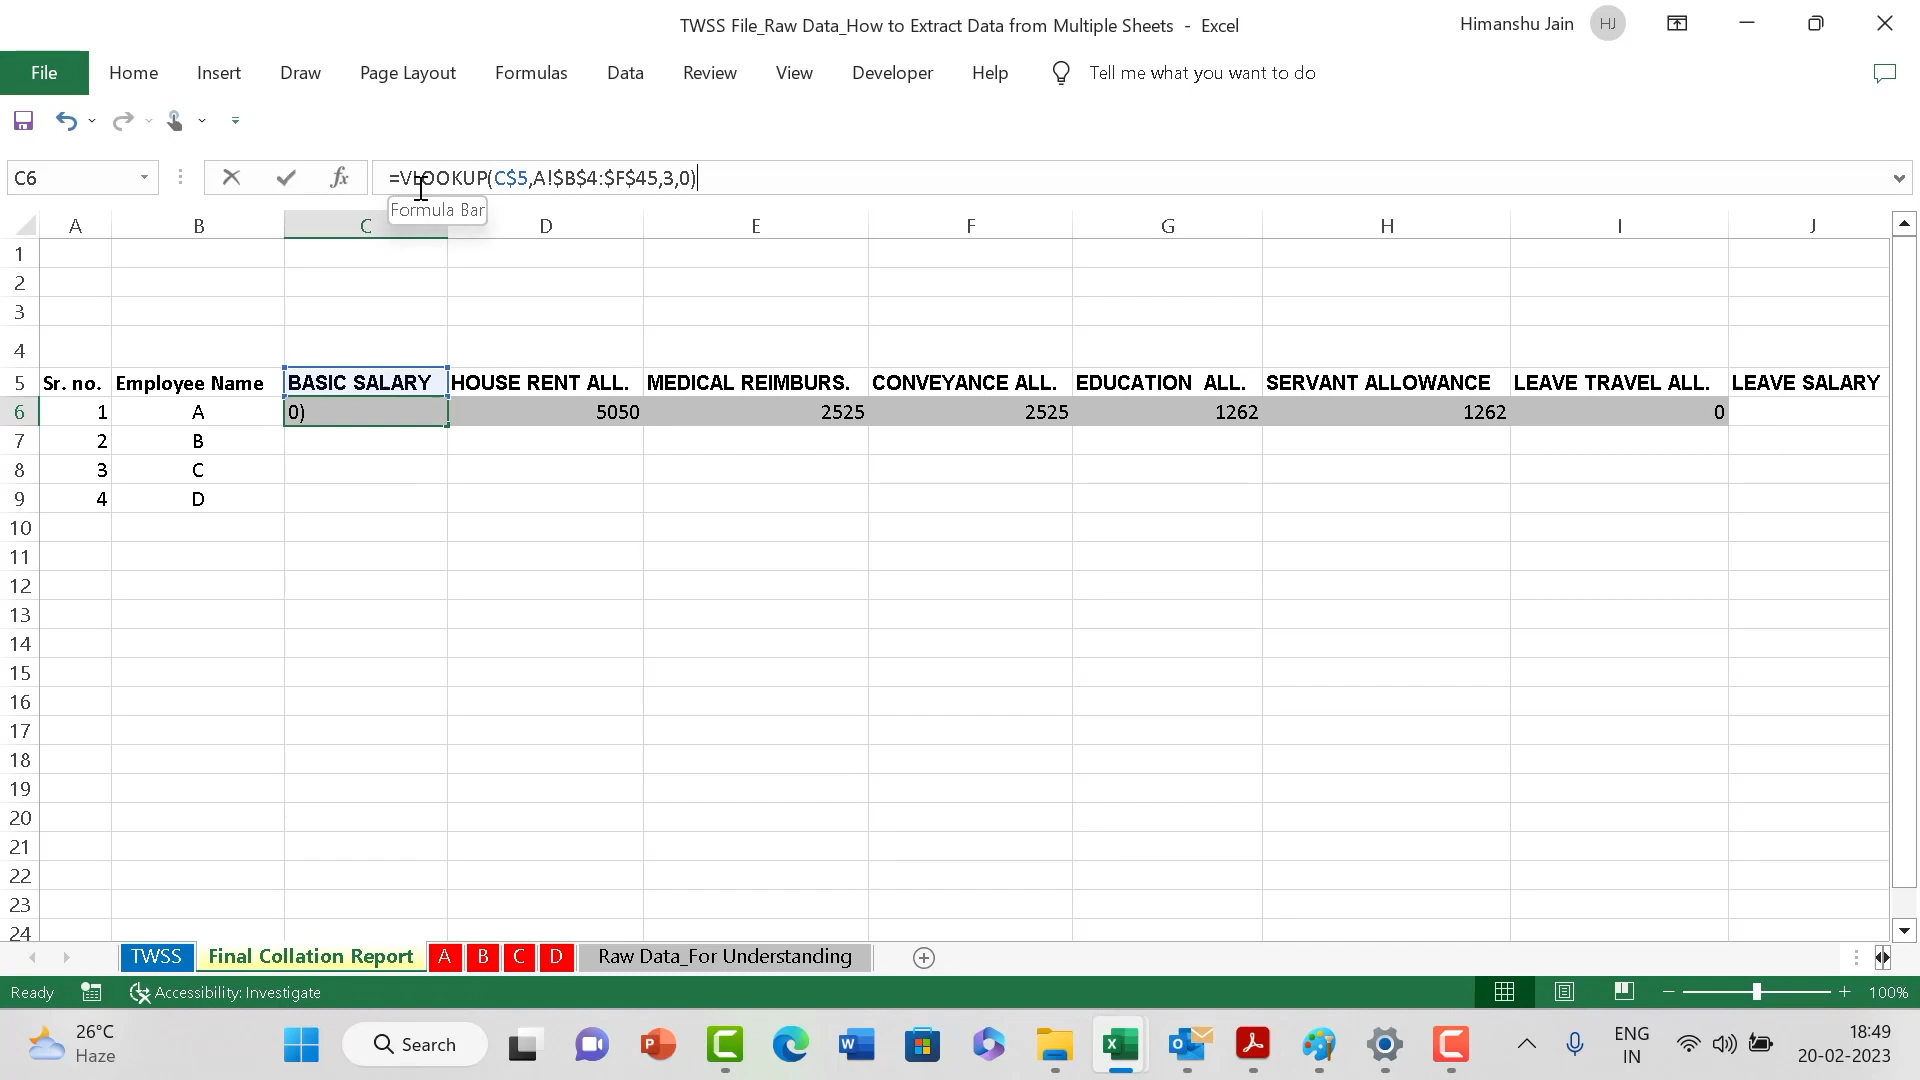 TWSS File_Raw Data_How to Extract Data from Multiple Sheets - Excel
Himanshu Jain HJ
File Home Insert Draw Page Layout Formulas Data Review View Developer Help Tell me what you want to do
C6 fx =VLOOKUP(C$5,A!$B$4:$F$45,3,0)
Formula Bar
A B C D E F G H I J
1
2
3
4
5 Sr. no. Employee Name BASIC SALARY HOUSE RENT ALL. MEDICAL REIMBURS. CONVEYANCE ALL. EDUCATION ALL. SERVANT ALLOWANCE LEAVE TRAVEL ALL. LEAVE SALARY
6 1 A 0) 5050 2525 2525 1262 1262 0
7 2 B
8 3 C
9 4 D
10
11
12
13
14
15
16
17
18
19
20
21
22
23
24
TWSS Final Collation Report A B C D Raw Data_For Understanding
Ready Accessibility: Investigate 100%
26°C
Haze
Search
ENG
IN
18:49
20-02-2023